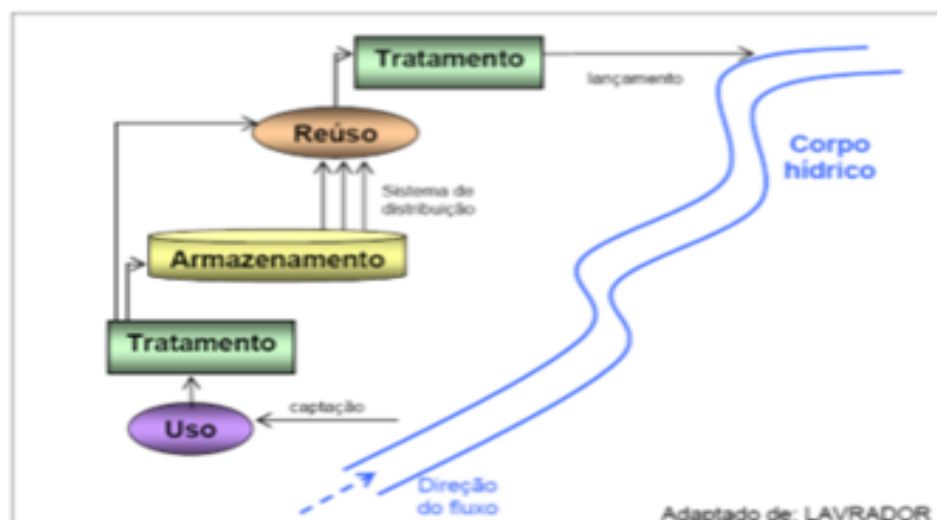 Tratamento
lançamento
Reúso
Corpo
hídrico
Sistema de
distribuição
Armazenamento
Tratamento
captação
Uso
Direção
do fluxo
Adaptado de: LAVRADOR